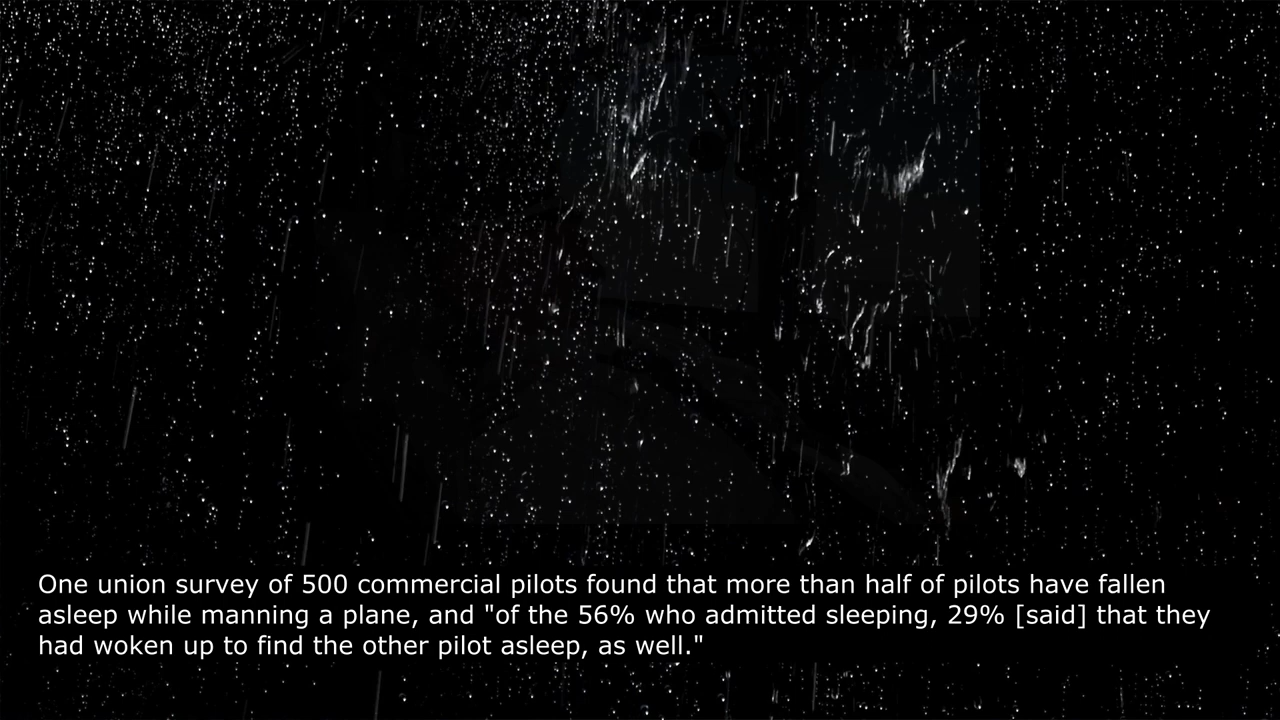 One union survey of 500 commercial pilots found that more than half of pilots have fallen
asleep while manning a plane, and "of the 56% who admitted sleeping, 29% [said] that they
had woken up to find the other pilot asleep, as well."